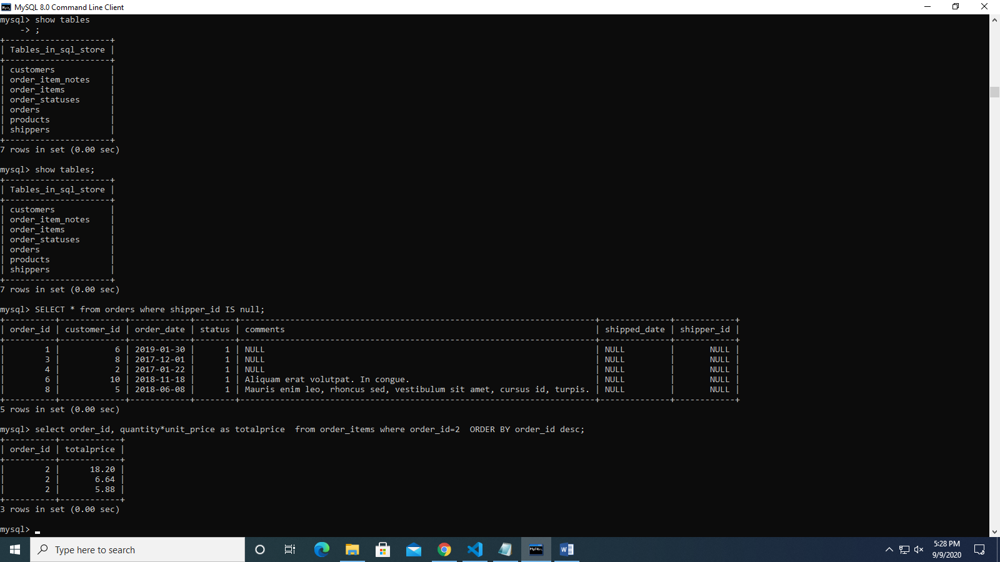 MySQL 8.0 Command Line Client
mysql> show tables
    -> ;
+---------------------+
| Tables_in_sql_store |
+---------------------+
| customers           |
| order_item_notes    |
| order_items         |
| order_statuses      |
| orders              |
| products            |
| shippers            |
+---------------------+
7 rows in set (0.00 sec)

mysql> show tables;
+---------------------+
| Tables_in_sql_store |
+---------------------+
| customers           |
| order_item_notes    |
| order_items         |
| order_statuses      |
| orders              |
| products            |
| shippers            |
+---------------------+
7 rows in set (0.00 sec)

mysql> SELECT * from orders where shipper_id IS null;
+----------+-------------+------------+--------+-----------------------------------------------------------------------+--------------+------------+
| order_id | customer_id | order_date | status | comments                                                              | shipped_date | shipper_id |
+----------+-------------+------------+--------+-----------------------------------------------------------------------+--------------+------------+
|        1 |           6 | 2019-01-30 |      1 | NULL                                                                  | NULL         |       NULL |
|        3 |           8 | 2017-12-01 |      1 | NULL                                                                  | NULL         |       NULL |
|        4 |           2 | 2017-01-22 |      1 | NULL                                                                  | NULL         |       NULL |
|        6 |          10 | 2018-11-18 |      1 | Aliquam erat volutpat. In congue.                                     | NULL         |       NULL |
|        8 |           5 | 2018-06-08 |      1 | Mauris enim leo, rhoncus sed, vestibulum sit amet, cursus id, turpis. | NULL         |       NULL |
+----------+-------------+------------+--------+-----------------------------------------------------------------------+--------------+------------+
5 rows in set (0.00 sec)

mysql> select order_id, quantity*unit_price as totalprice  from order_items where order_id=2  ORDER BY order_id desc;
+----------+------------+
| order_id | totalprice |
+----------+------------+
|        2 |      18.20 |
|        2 |       6.64 |
|        2 |       5.88 |
+----------+------------+
3 rows in set (0.00 sec)

mysql> _
Type here to search
5:28 PM
9/9/2020